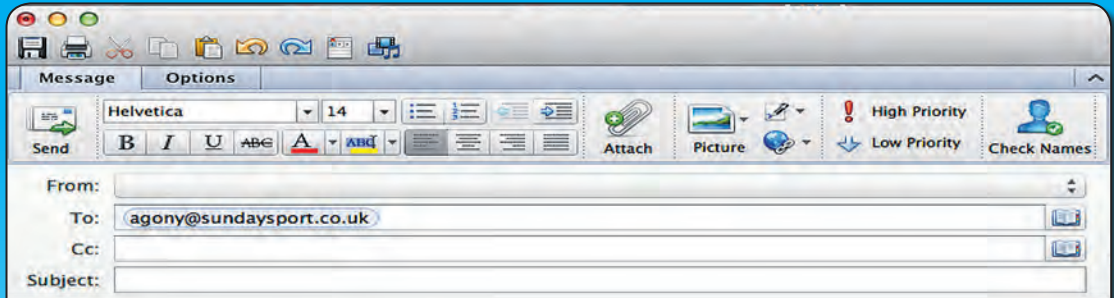 Message Options
Helvetica 14 High Priority
B I U ABC A ABC Low Priority
Send Attach Picture Check Names
From:
To: agony@sundaysport.co.uk
Cc:
Subject: